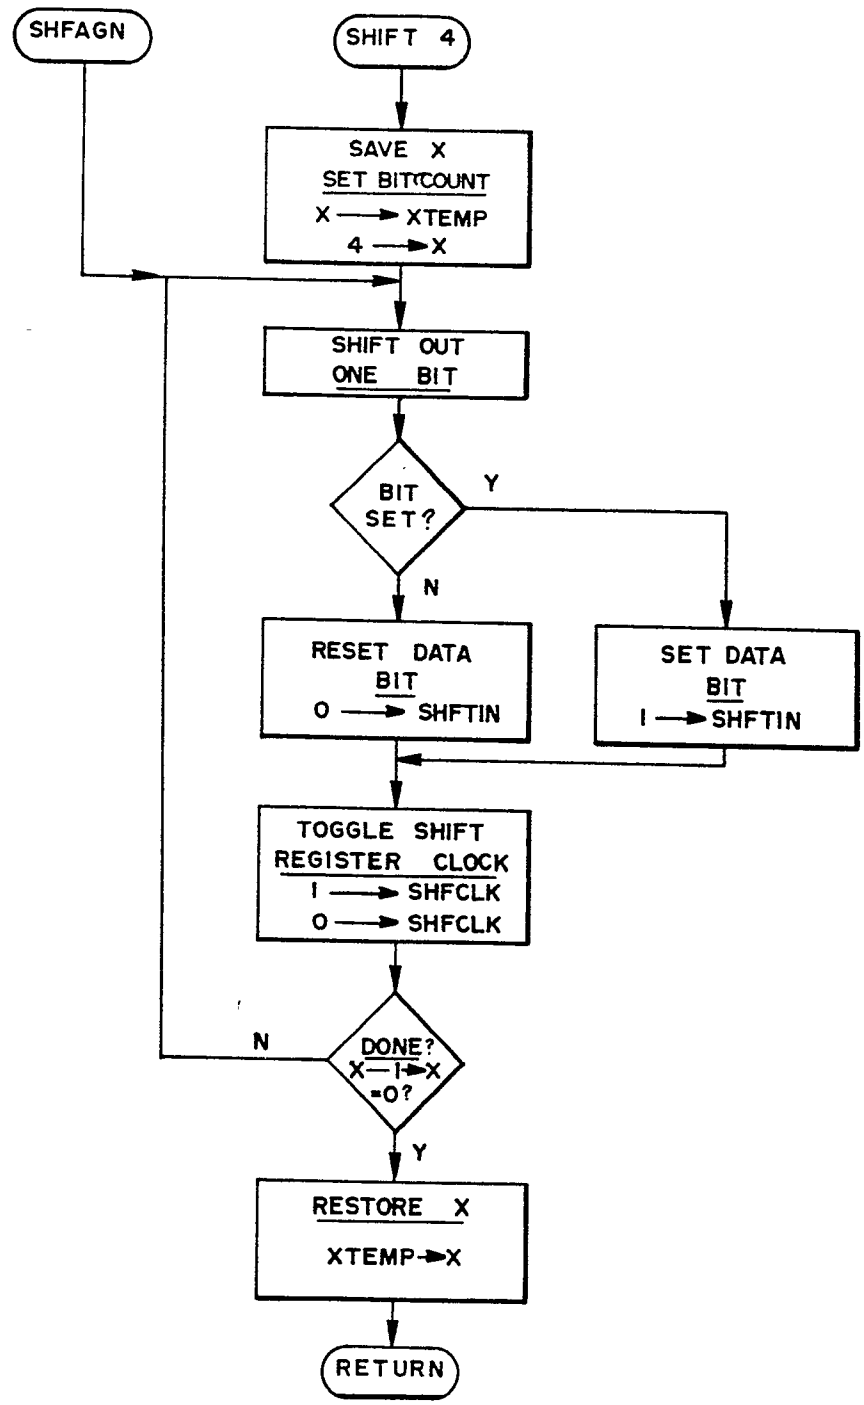 SHFAGN
SHIFT 4
SAVE X
SET BIT COUNT
X → XTEMP
4 → X
SHIFT OUT
ONE BIT
BIT
SET?
Y
N
RESET DATA
BIT
0 → SHFTIN
SET DATA
BIT
1 → SHFTIN
TOGGLE SHIFT
REGISTER CLOCK
1 → SHFCLK
0 → SHFCLK
N
DONE?
X—1→X
=0?
Y
RESTORE X
XTEMP→X
RETURN